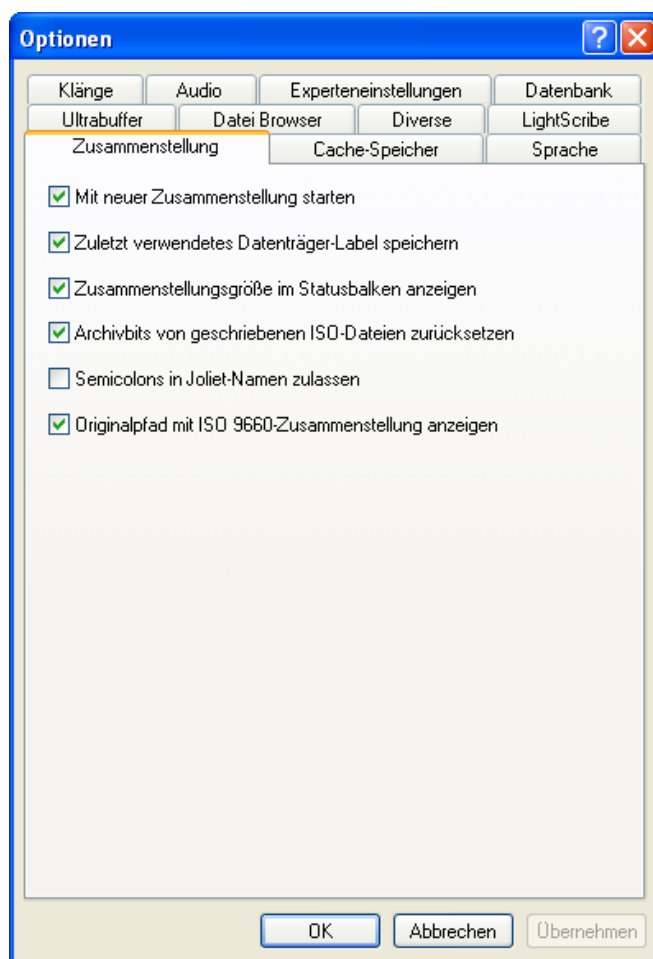 Optionen
Klänge Audio Experteneinstellungen Datenbank
Ultrabuffer Datei Browser Diverse LightScribe
Zusammenstellung Cache-Speicher Sprache
Mit neuer Zusammenstellung starten
Zuletzt verwendetes Datenträger-Label speichern
Zusammenstellungsgröße im Statusbalken anzeigen
Archivbits von geschriebenen ISO-Dateien zurücksetzen
Semicolons in Joliet-Namen zulassen
Originalpfad mit ISO 9660-Zusammenstellung anzeigen
OK Abbrechen Übernehmen